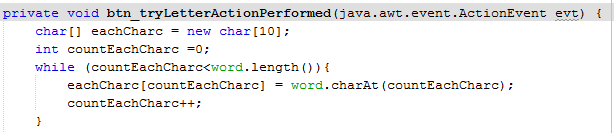 private void btn_tryLetterActionPerformed(java.awt.event.ActionEvent evt) {
char[] eachCharc = new char[10];
int countEachCharc =0;
while (countEachCharc<word.length()){
eachCharc[countEachCharc] = word.charAt(countEachCharc);
countEachCharc++;
}